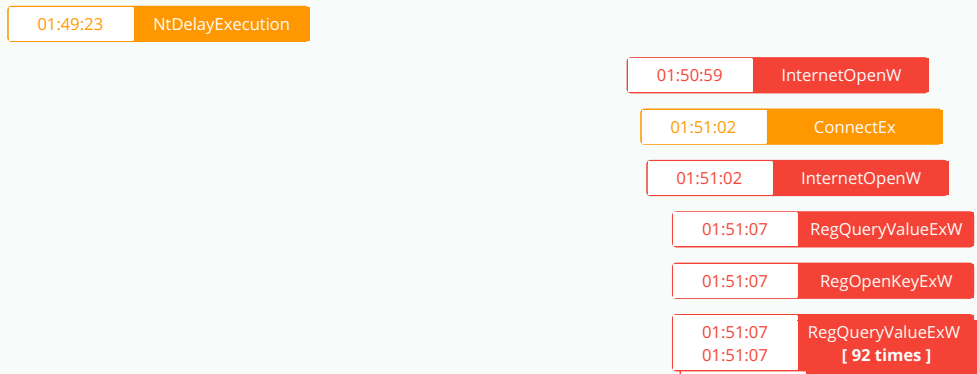 01:49:23 NtDelayExecution
01:50:59 InternetOpenW
01:51:02 ConnectEx
01:51:02 InternetOpenW
01:51:07 RegQueryValueExW
01:51:07 RegOpenKeyExW
01:51:07 RegQueryValueExW
01:51:07 [ 92 times ]